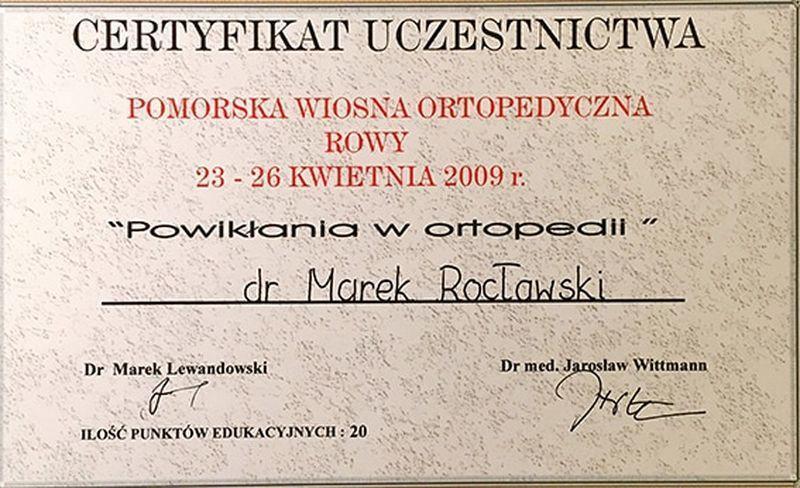 CERTYFIKAT UCZESTNICTWA
POMORSKA WIOSNA ORTOPEDYCZNA
ROWY
23 - 26 KWIETNIA 2009 r.
"Powikłania w ortopedii "
dr Marek Rocławski
Dr Marek Lewandowski
Dr med. Jarosław Wittmann
ILOŚĆ PUNKTÓW EDUKACYJNYCH : 20